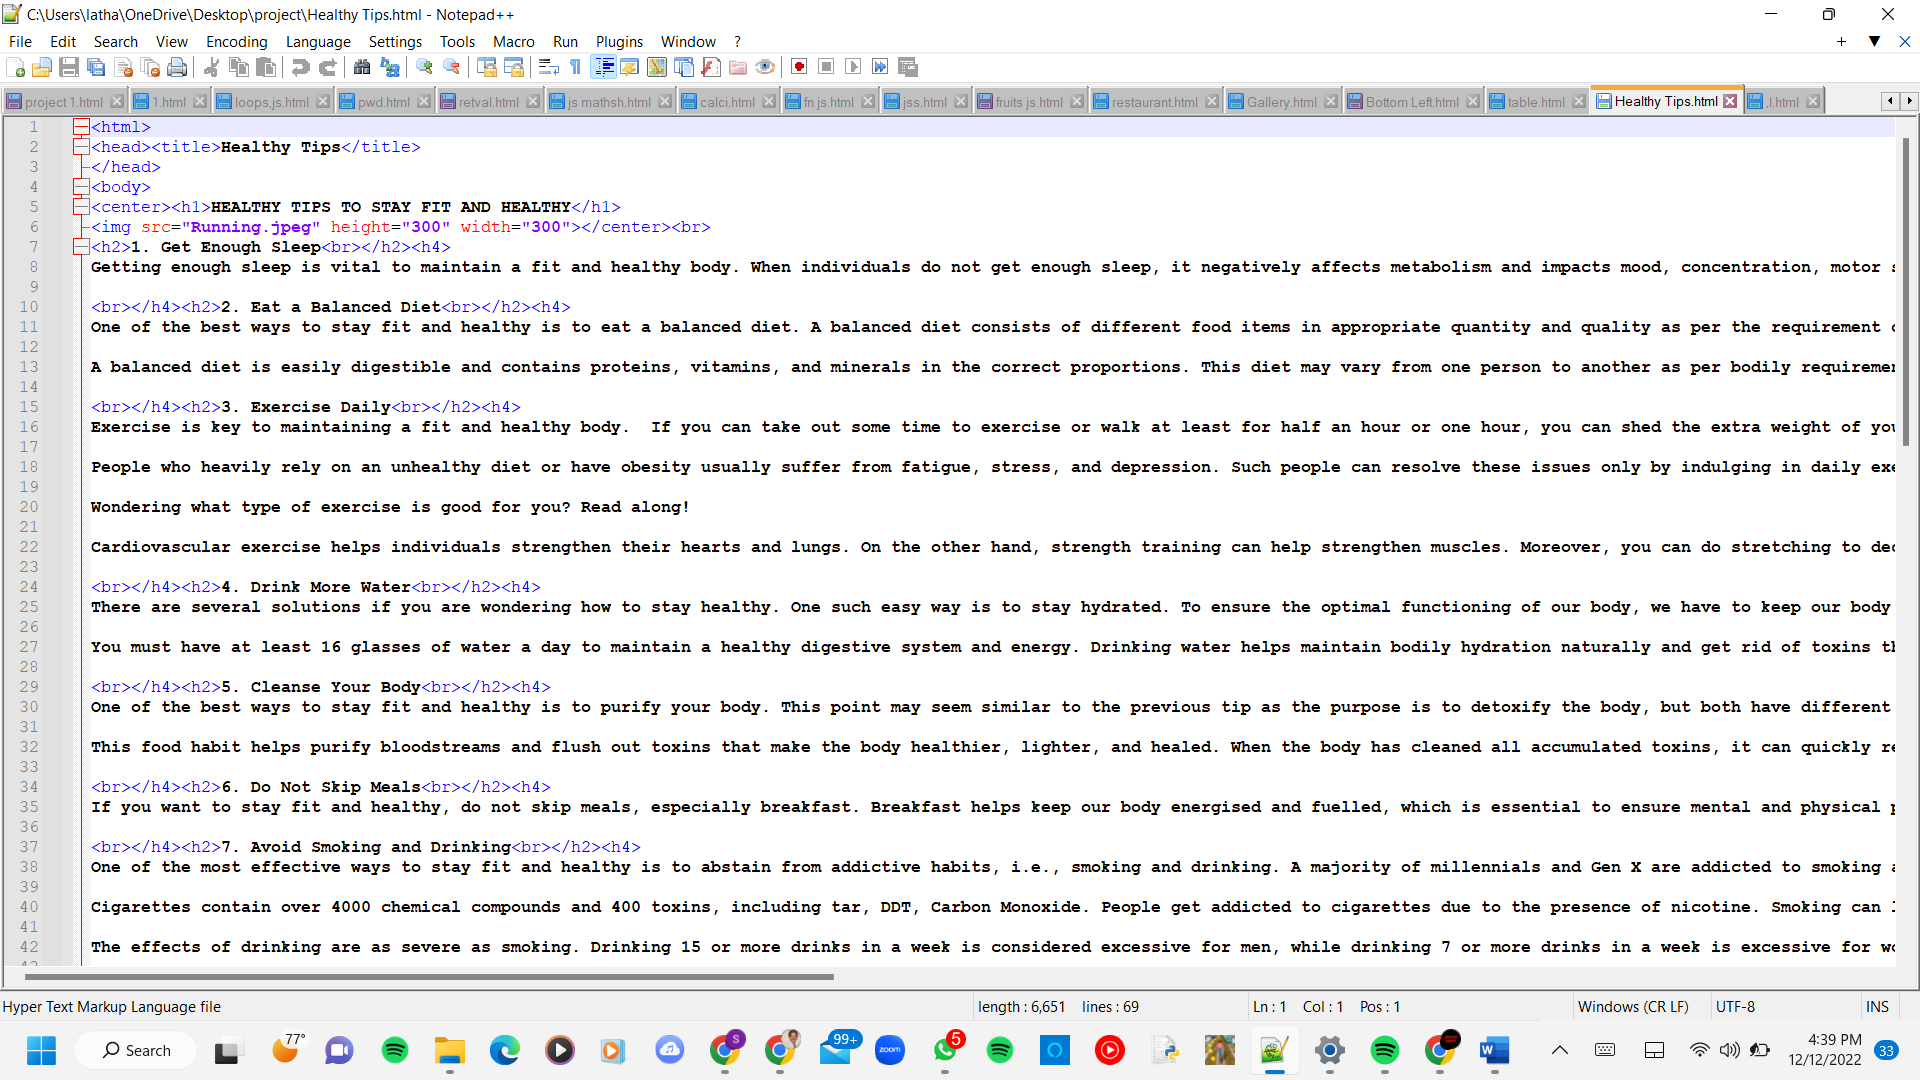 C:\Users\latha\OneDrive\Desktop\project\Healthy Tips.html - Notepad++
File Edit Search View Encoding Language Settings Tools Macro Run Plugins Window ?
project 1.html 1.html loops,js.html pwd.html retval.html js mathsh.html calci.html fn js.html jss.html fruits js.html restaurant.html Gallery.html Bottom Left.html table.html Healthy Tips.html ,l.html
1 <html>
2 <head><title>Healthy Tips</title>
3 </head>
4 <body>
5 <center><h1>HEALTHY TIPS TO STAY FIT AND HEALTHY</h1>
6 <img src="Running.jpeg" height="300" width="300"></center><br>
7 <h2>1. Get Enough Sleep<br></h2><h4>
8 Getting enough sleep is vital to maintain a fit and healthy body. When individuals do not get enough sleep, it negatively affects metabolism and impacts mood, concentration, motor
9
10 <br></h4><h2>2. Eat a Balanced Diet<br></h2><h4>
11 One of the best ways to stay fit and healthy is to eat a balanced diet. A balanced diet consists of different food items in appropriate quantity and quality as per the requirement
12
13 A balanced diet is easily digestible and contains proteins, vitamins, and minerals in the correct proportions. This diet may vary from one person to another as per bodily
14
15 <br></h4><h2>3. Exercise Daily<br></h2><h4>
16 Exercise is key to maintaining a fit and healthy body.  If you can take out some time to exercise or walk at least for half an hour or one hour, you can shed the extra weight of
17
18 People who heavily rely on an unhealthy diet or have obesity usually suffer from fatigue, stress, and depression. Such people can resolve these issues only by indulging in daily
19
20 Wondering what type of exercise is good for you? Read along!
21
22 Cardiovascular exercise helps individuals strengthen their hearts and lungs. On the other hand, strength training can help strengthen muscles. Moreover, you can do stretching to
23
24 <br></h4><h2>4. Drink More Water<br></h2><h4>
25 There are several solutions if you are wondering how to stay healthy. One such easy way is to stay hydrated. To ensure the optimal functioning of our body, we have to keep our body
26
27 You must have at least 16 glasses of water a day to maintain a healthy digestive system and energy. Drinking water helps maintain bodily hydration naturally and get rid of toxins
28
29 <br></h4><h2>5. Cleanse Your Body<br></h2><h4>
30 One of the best ways to stay fit and healthy is to purify your body. This point may seem similar to the previous tip as the purpose is to detoxify the body, but both have different
31
32 This food habit helps purify bloodstreams and flush out toxins that make the body healthier, lighter, and healed. When the body has cleaned all accumulated toxins, it can quickly
33
34 <br></h4><h2>6. Do Not Skip Meals<br></h2><h4>
35 If you want to stay fit and healthy, do not skip meals, especially breakfast. Breakfast helps keep our body energised and fuelled, which is essential to ensure mental and physical
36
37 <br></h4><h2>7. Avoid Smoking and Drinking<br></h2><h4>
38 One of the most effective ways to stay fit and healthy is to abstain from addictive habits, i.e., smoking and drinking. A majority of millennials and Gen X are addicted to smoking
39
40 Cigarettes contain over 4000 chemical compounds and 400 toxins, including tar, DDT, Carbon Monoxide. People get addicted to cigarettes due to the presence of nicotine. Smoking can
41
42 The effects of drinking are as severe as smoking. Drinking 15 or more drinks in a week is considered excessive for men, while drinking 7 or more drinks in a week is excessive for
Hyper Text Markup Language file length : 6,651 lines : 69 Ln : 1 Col : 1 Pos : 1 Windows (CR LF) UTF-8 INS
Search 77° S 99+ zoom 5 W 4:39 PM 33
12/12/2022